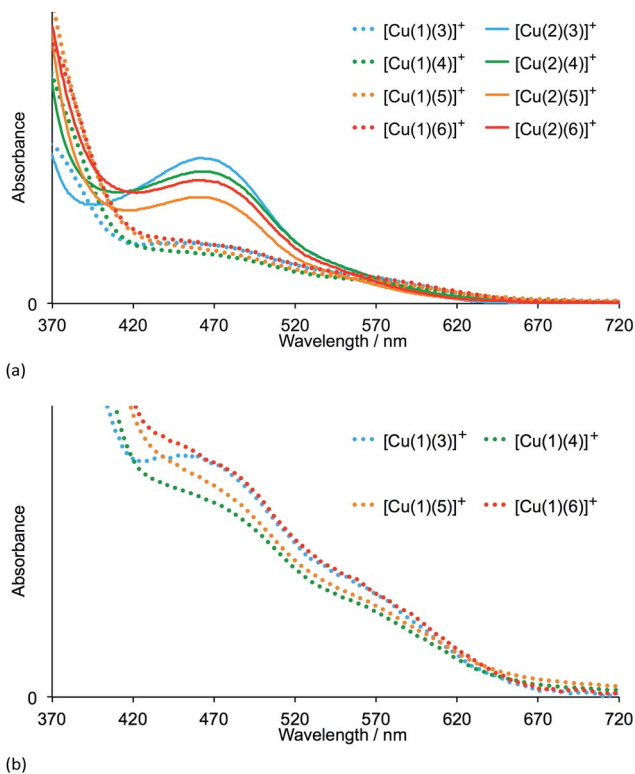 [Cu(1)(3)]⁺ [Cu(2)(3)]⁺
[Cu(1)(4)]⁺ [Cu(2)(4)]⁺
[Cu(1)(5)]⁺ [Cu(2)(5)]⁺
[Cu(1)(6)]⁺ [Cu(2)(6)]⁺
Absorbance
0
370 420 470 520 570 620 670 720
Wavelength / nm
(a)
[Cu(1)(3)]⁺ [Cu(1)(4)]⁺
[Cu(1)(5)]⁺ [Cu(1)(6)]⁺
Absorbance
0
370 420 470 520 570 620 670 720
Wavelength / nm
(b)